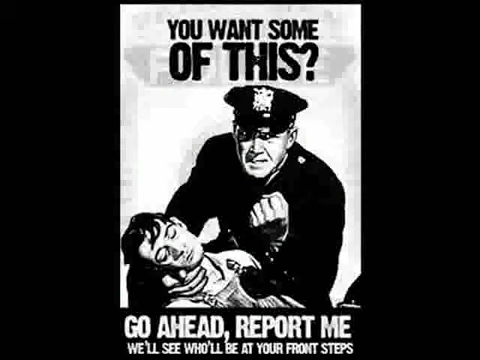 YOU WANT SOME
OF THIS?
GO AHEAD, REPORT ME
WE'LL SEE WHO'LL BE AT YOUR FRONT STEPS